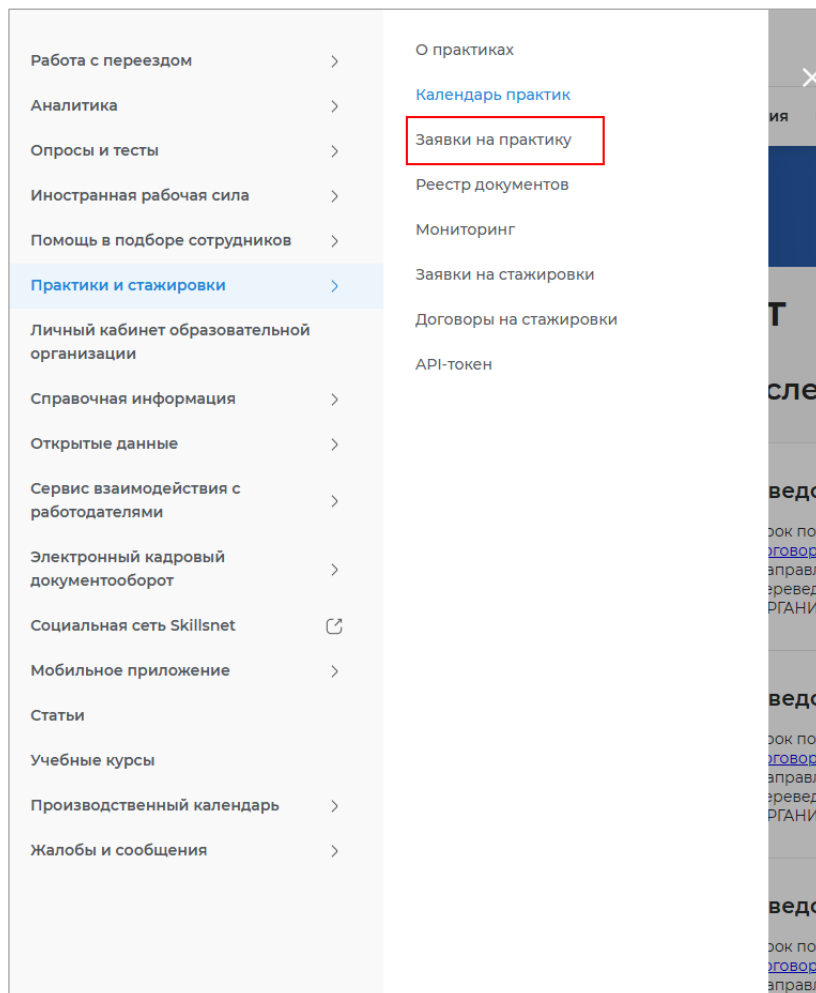 Работа с переездом
Аналитика
Опросы и тесты
Иностранная рабочая сила
Помощь в подборе сотрудников
Практики и стажировки
Личный кабинет образовательной
организации
Справочная информация
Открытые данные
Сервис взаимодействия с
работодателями
Электронный кадровый
документооборот
Социальная сеть Skillsnet
Мобильное приложение
Статьи
Учебные курсы
Производственный календарь
Жалобы и сообщения
О практиках
Календарь практик
Заявки на практику
Реестр документов
Мониторинг
Заявки на стажировки
Договоры на стажировки
API-токен